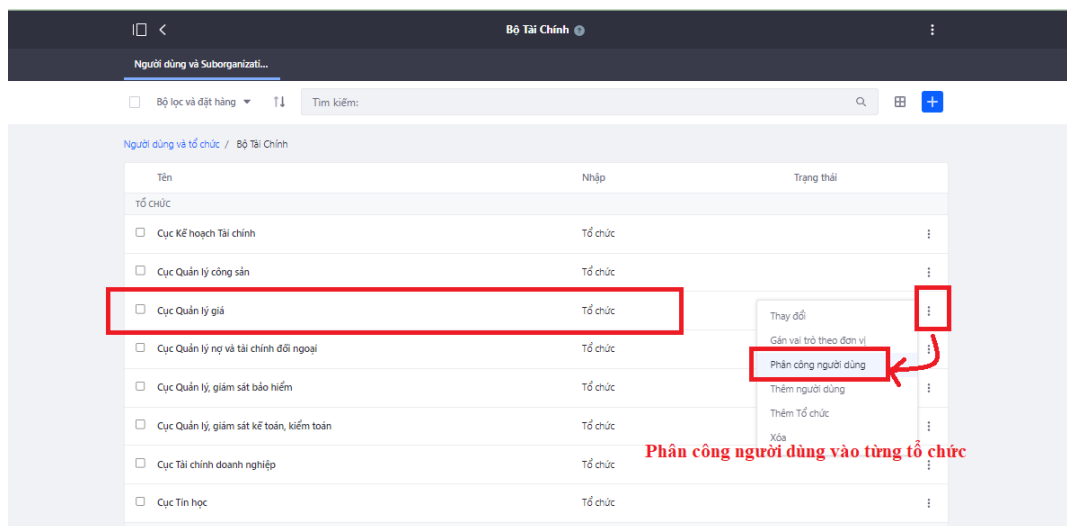 Bộ Tài Chính ?
Người dùng và Suborganizati...
Bộ lọc và đặt hàng
Tìm kiếm:
Người dùng và tổ chức / Bộ Tài Chính
Tên Nhập Trạng thái
TỔ CHỨC
Cục Kế hoạch Tài chính Tổ chức
Cục Quản lý công sản Tổ chức
Cục Quản lý giá Tổ chức
Thay đổi
Gán vai trò theo đơn vị
Cục Quản lý nợ và tài chính đối ngoại Tổ chức
Phân công người dùng
Cục Quản lý, giám sát bảo hiểm Tổ chức
Thêm người dùng
Thêm Tổ chức
Cục Quản lý, giám sát kế toán, kiểm toán Tổ chức
Xóa
Phân công người dùng vào từng tổ chức
Cục Tài chính doanh nghiệp Tổ chức
Cục Tin học Tổ chức